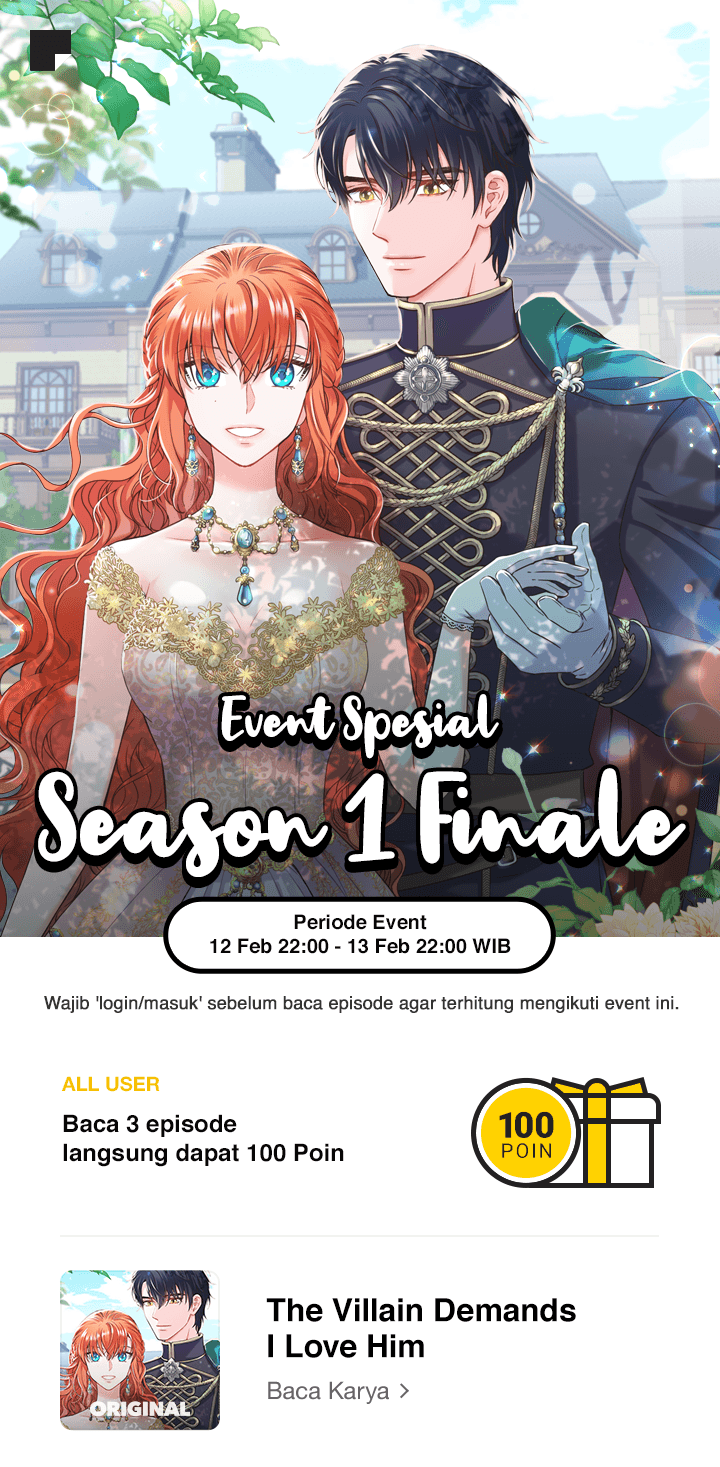 Event Spesial
Season 1 Finale
Periode Event
12 Feb 22:00 - 13 Feb 22:00 WIB
Wajib 'login/masuk' sebelum baca episode agar terhitung mengikuti event ini.
ALL USER
Baca 3 episode
langsung dapat 100 Poin
100
POIN
The Villain Demands
I Love Him
Baca Karya >
ORIGINAL